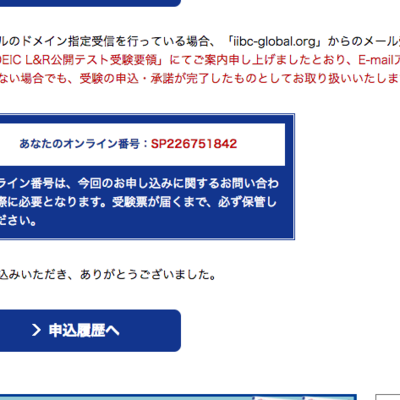 ルのドメイン指定受信を行っている場合、「iibc-global.org」からのメール
OEIC L&R公開テスト受験要領」にてご案内申し上げましたとおり、E-mail
ない場合でも、受験の申込・承諾が完了したものとしてお取り扱いいたしま
あなたのオンライン番号：SP226751842
ライン番号は、今回のお申し込みに関するお問い合わ
際に必要となります。受験票が届くまで、必ず保管し
ださい。
込みいただき、ありがとうございました。
申込履歴へ